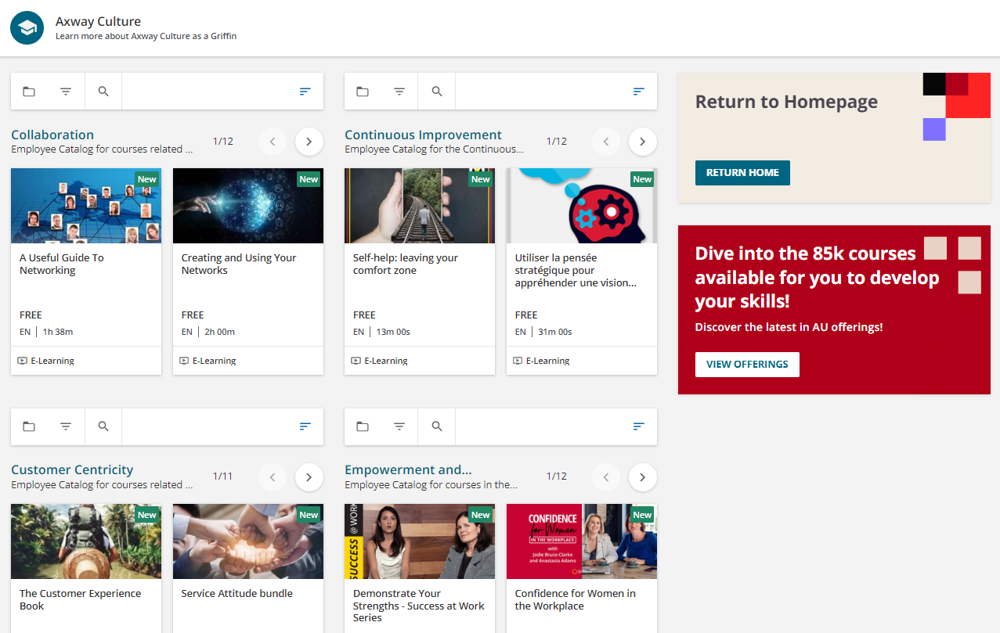 Axway Culture
Learn more about Axway Culture as a Griffin
Collaboration
Employee Catalog for courses related ...
1/12
New
A Useful Guide To
Networking
FREE
EN | 1h 38m
E-Learning
New
Creating and Using Your
Networks
FREE
EN | 2h 00m
E-Learning
Continuous Improvement
Employee Catalog for the Continuous...
1/12
New
Self-help: leaving your
comfort zone
FREE
EN | 13m 00s
E-Learning
New
Utiliser la pensée
stratégique pour
appréhender une vision...
FREE
EN | 31m 00s
E-Learning
Return to Homepage
RETURN HOME
Dive into the 85k courses
available for you to develop
your skills!
Discover the latest in AU offerings!
VIEW OFFERINGS
Customer Centricity
Employee Catalog for courses related ...
1/11
New
The Customer Experience
Book
New
Service Attitude bundle
Empowerment and...
Employee Catalog for courses in the...
1/12
SUCCESS @ WORK
New
Demonstrate Your
Strengths - Success at Work
Series
CONFIDENCE
for Women
IN THE WORKPLACE
with
Jodie Bruce-Clarke
and Anastasia Adams
New
Confidence for Women in
the Workplace